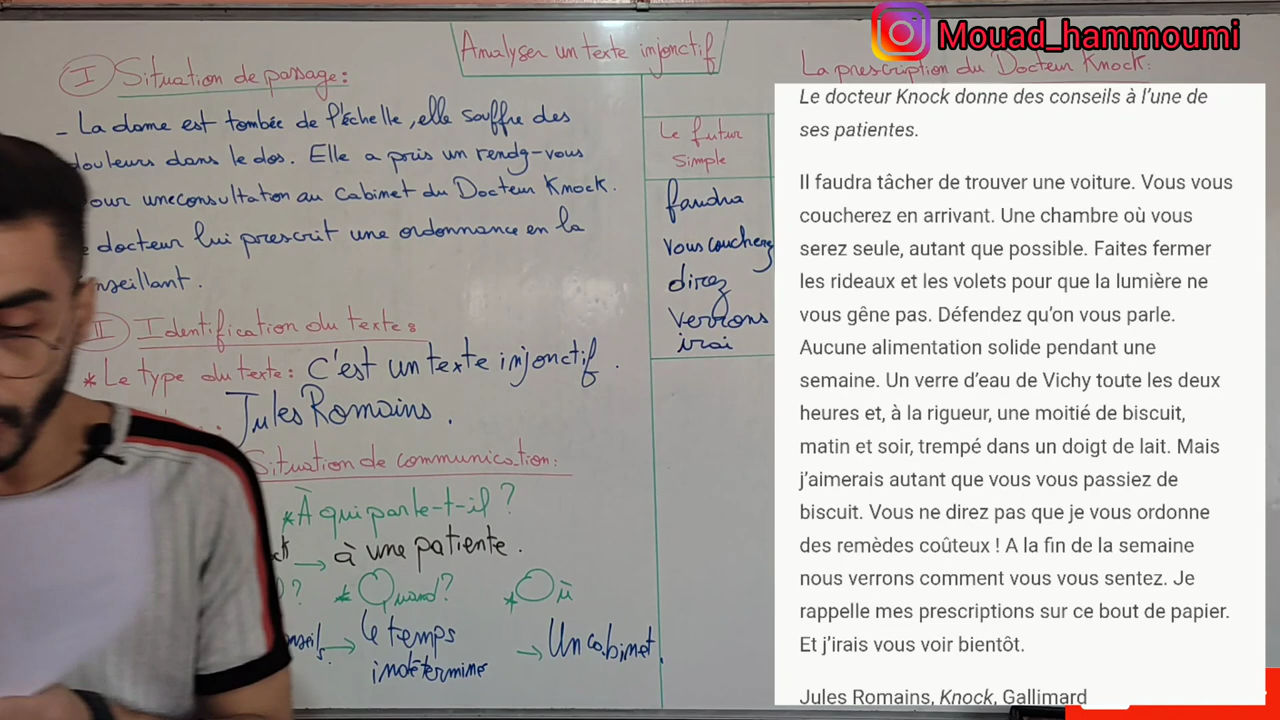 Mouad_hammoumi
Analyser un texte injonctif
La prescription du Docteur Knock:
I Situation de passage:
- La dame est tombée de l'échelle, elle souffre des
douleurs dans le dos. Elle a pris un rendz-vous
pour une consultation au cabinet du Docteur Knock.
docteur lui prescrit une ordonnance en la
conseillant.
II Identification du texte:
* Le type du texte: C'est un texte injonctif.
Jules Romains.
Situation de communication:
* À qui parle-t-il?
→ à une patiente.
? * Quand? * Où
→ le temps
indéterminé
→ Un cabinet.
Le futur
Simple
faudra
vous coucherez
direz
verrons
irai
Le docteur Knock donne des conseils à l'une de
ses patientes.
Il faudra tâcher de trouver une voiture. Vous vous
coucherez en arrivant. Une chambre où vous
serez seule, autant que possible. Faites fermer
les rideaux et les volets pour que la lumière ne
vous gêne pas. Défendez qu'on vous parle.
Aucune alimentation solide pendant une
semaine. Un verre d'eau de Vichy toute les deux
heures et, à la rigueur, une moitié de biscuit,
matin et soir, trempé dans un doigt de lait. Mais
j'aimerais autant que vous vous passiez de
biscuit. Vous ne direz pas que je vous ordonne
des remèdes coûteux ! A la fin de la semaine
nous verrons comment vous vous sentez. Je
rappelle mes prescriptions sur ce bout de papier.
Et j'irais vous voir bientôt.
Jules Romains, Knock, Gallimard